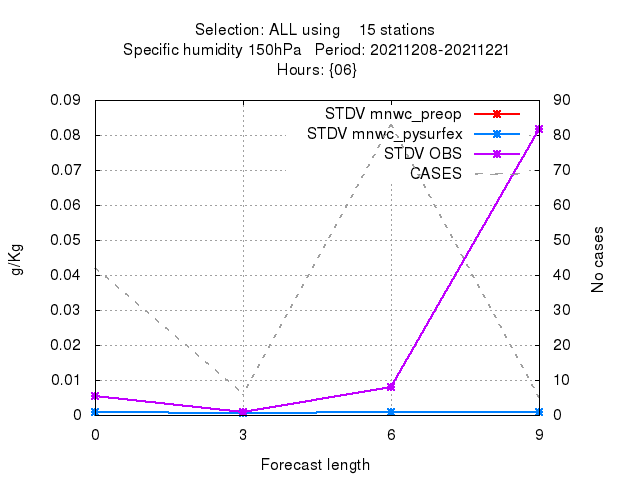 Selection: ALL using 15 stations
Specific humidity 150hPa Period: 20211208-20211221
Hours: {06}
STDV mnwc_preop
STDV mnwc_pysurfex
STDV OBS
CASES
0.09
0.08
0.07
0.06
0.05
0.04
0.03
0.02
0.01
0
g/Kg
90
80
70
60
50
40
30
20
10
0
No cases
0 3 6 9
Forecast length